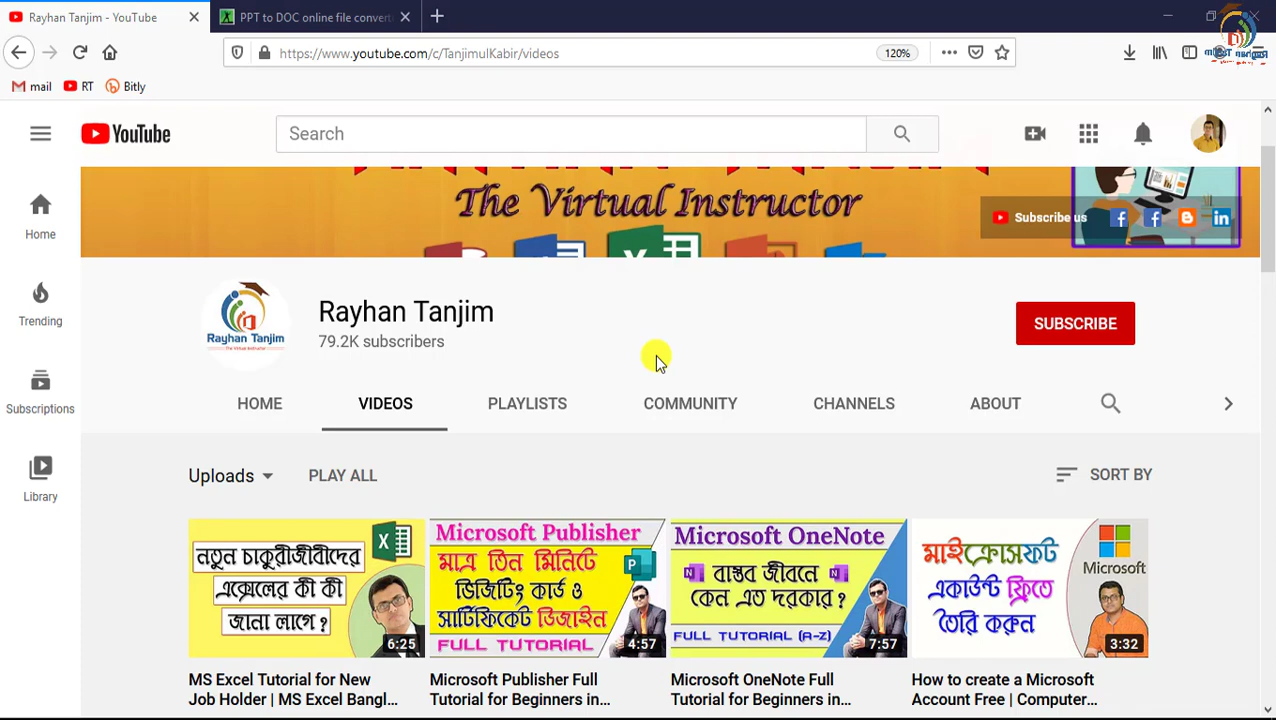 Rayhan Tanjim - YouTube
PPT to DOC online file convert
https://www.youtube.com/c/TanjimulKabir/videos
120%
mail
RT
Bitly
YouTube
Search
The Virtual Instructor
Subscribe us
Home
Trending
Subscriptions
Library
Rayhan Tanjim
Rayhan Tanjim
79.2K subscribers
SUBSCRIBE
HOME
VIDEOS
PLAYLISTS
COMMUNITY
CHANNELS
ABOUT
Uploads
PLAY ALL
SORT BY
নতুন চাকুরীজীবীদের
এক্সেলের কী কী
জানা লাগে ?
6:25
Microsoft Publisher
মাত্র তিন মিনিটে
ভিজিটিং কার্ড ও
সার্টিফিকেট ডিজাইন
FULL TUTORIAL
4:57
Microsoft OneNote
বাস্তব জীবনে
কেন এত দরকার ?
FULL TUTORIAL (A-Z)
7:57
মাইক্রোসফট
একাউন্ট ফ্রিতে
তৈরি করুন
Microsoft
3:32
MS Excel Tutorial for New
Job Holder | MS Excel Bangl...
Microsoft Publisher Full
Tutorial for Beginners in...
Microsoft OneNote Full
Tutorial for Beginners in...
How to create a Microsoft
Account Free | Computer...